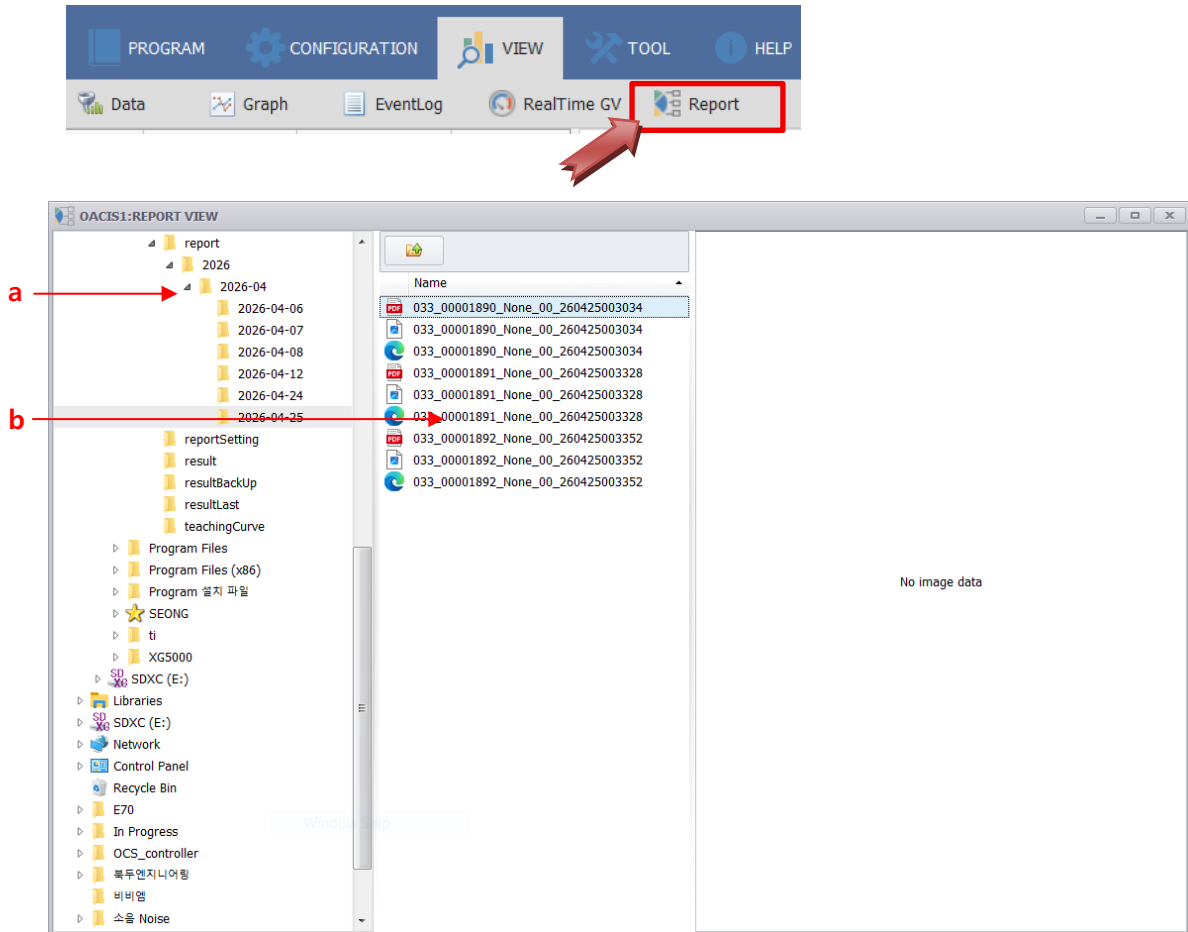 PROGRAM CONFIGURATION VIEW TOOL HELP
Data Graph EventLog RealTime GV Report
OACIS1:REPORT VIEW
a
b
report
2026
2026-04
2026-04-06
2026-04-07
2026-04-08
2026-04-12
2026-04-24
2026-04-25
reportSetting
result
resultBackUp
resultLast
teachingCurve
Program Files
Program Files (x86)
Program 설치 파일
SEONG
ti
XG5000
SDXC (E:)
Libraries
SDXC (E:)
Network
Control Panel
Recycle Bin
E70
In Progress
OCS_controller
북두엔지니어링
비비엠
소음 Noise
Name
033_00001890_None_00_260425003034
033_00001890_None_00_260425003034
033_00001890_None_00_260425003034
033_00001891_None_00_260425003328
033_00001891_None_00_260425003328
033_00001891_None_00_260425003328
033_00001892_None_00_260425003352
033_00001892_None_00_260425003352
033_00001892_None_00_260425003352
No image data
Window Snip